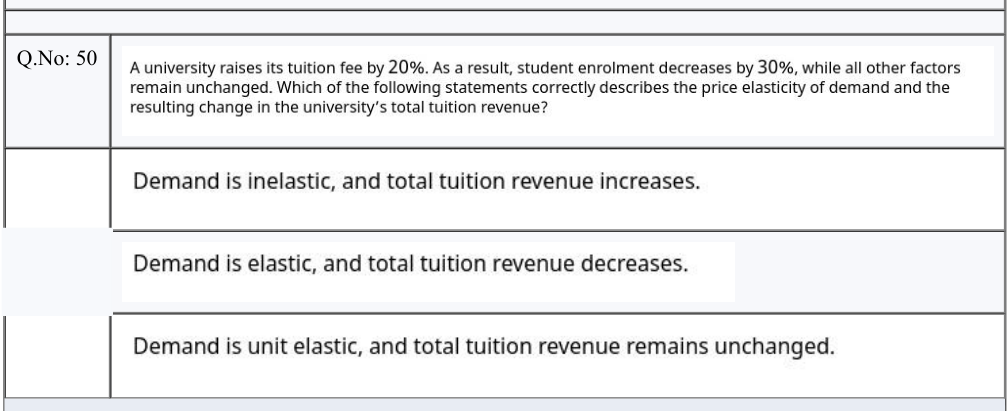 Q.No: 50
A university raises its tuition fee by 20%. As a result, student enrolment decreases by 30%, while all other factors
remain unchanged. Which of the following statements correctly describes the price elasticity of demand and the
resulting change in the university's total tuition revenue?
Demand is inelastic, and total tuition revenue increases.
Demand is elastic, and total tuition revenue decreases.
Demand is unit elastic, and total tuition revenue remains unchanged.